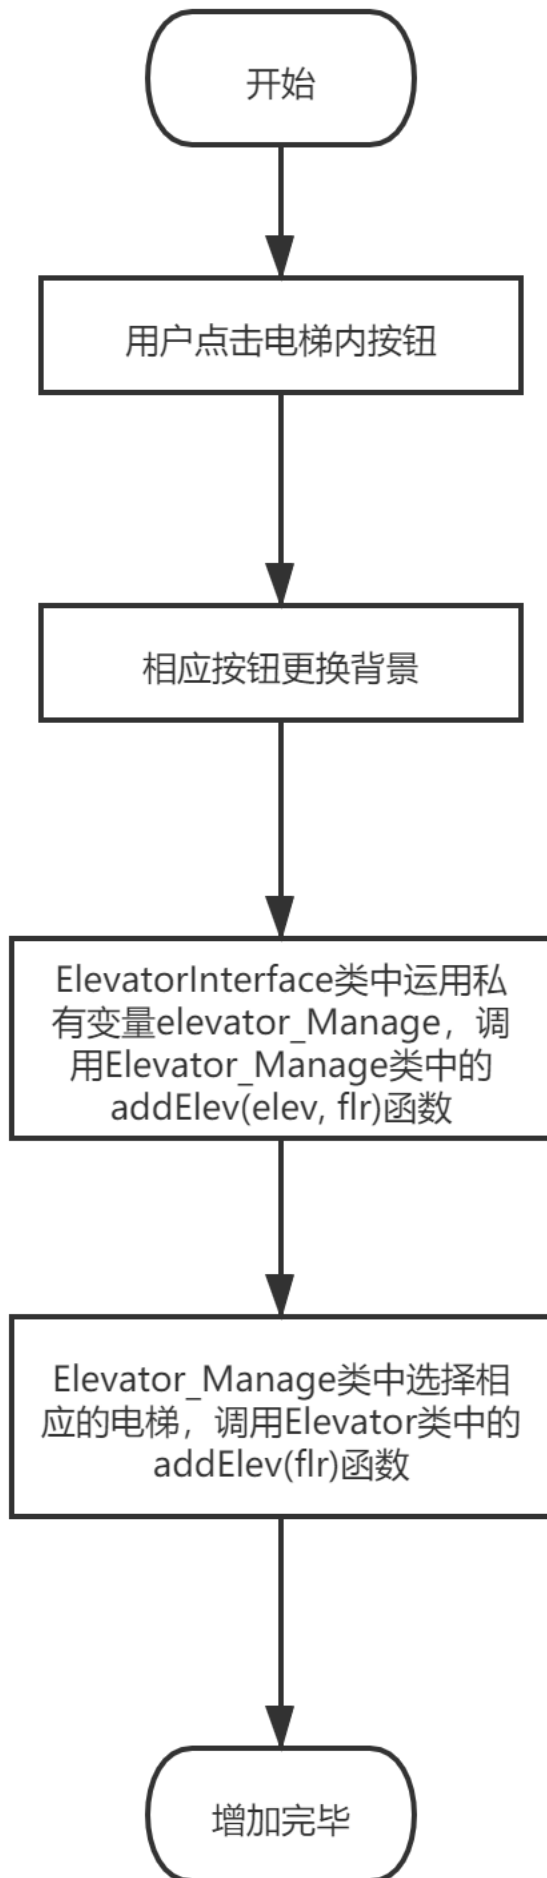 开始
用户点击电梯内按钮
相应按钮更换背景
ElevatorInterface类中运用私
有变量elevator_Manage，调
用Elevator_Manage类中的
addElev(elev, flr)函数
Elevator_Manage类中选择相
应的电梯，调用Elevator类中的
addElev(flr)函数
增加完毕